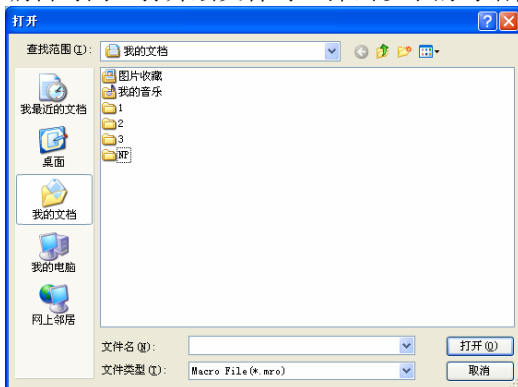 打开
查找范围(I):
我的文档
图片收藏
我的音乐
1
2
3
NP
我最近的文档
桌面
我的文档
我的电脑
网上邻居
文件名(N):
打开(O)
文件类型(T):
Macro File(*.mro)
取消